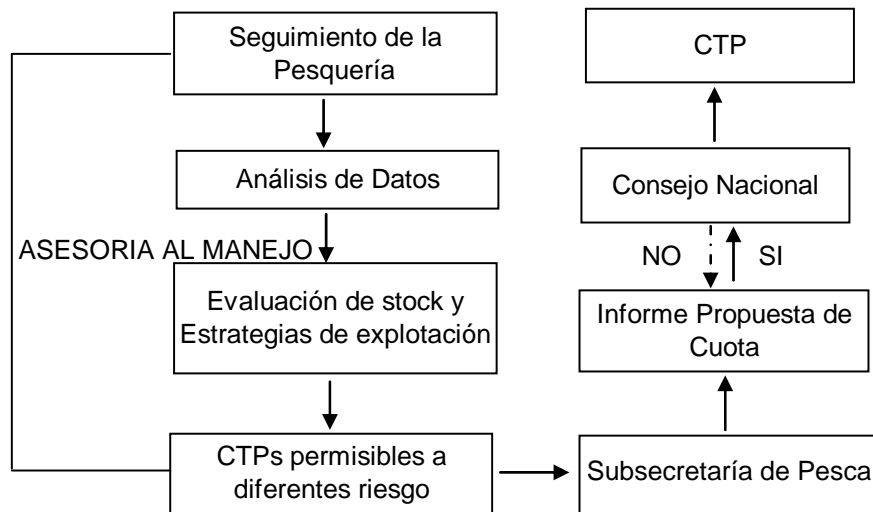 Seguimiento de la
Pesquería
Análisis de Datos
ASESORIA AL MANEJO
Evaluación de stock y
Estrategias de explotación
CTPs permisibles a
diferentes riesgo
CTP
Consejo Nacional
NO
SI
Informe Propuesta de
Cuota
Subsecretaría de Pesca